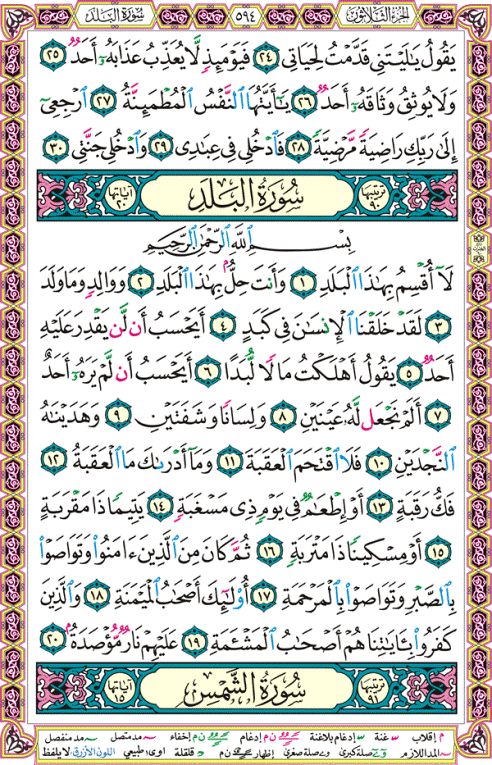 الجزء الثلاثون
٥٩٤
سورة البلد
يَقُولُ يَٰلَيْتَنِى قَدَّمْتُ لِحَيَاتِى ٢٤ فَيَوْمَئِذٍ لَّا يُعَذِّبُ عَذَابَهُۥٓ أَحَدٌ ٢٥
وَلَا يُوثِقُ وَثَاقَهُۥٓ أَحَدٌ ٢٦ يَٰٓأَيَّتُهَا ٱلنَّفْسُ ٱلْمُطْمَئِنَّةُ ٢٧ ٱرْجِعِىٓ
إِلَىٰ رَبِّكِ رَاضِيَةً مَّرْضِيَّةً ٢٨ فَٱدْخُلِى فِى عِبَٰدِى ٢٩ وَٱدْخُلِى جَنَّتِى ٣٠
ترتيبها ٩٠ سُورَةُ البَلَدِ آياتها ٢٠
بِسْمِ ٱللَّهِ ٱلرَّحْمَٰنِ ٱلرَّحِيمِ
لَآ أُقْسِمُ بِهَٰذَا ٱلْبَلَدِ ١ وَأَنتَ حِلٌّۢ بِهَٰذَا ٱلْبَلَدِ ٢ وَوَالِدٍ وَمَا وَلَدَ
٣ لَقَدْ خَلَقْنَا ٱلْإِنسَٰنَ فِى كَبَدٍ ٤ أَيَحْسَبُ أَن لَّن يَقْدِرَ عَلَيْهِ
أَحَدٌ ٥ يَقُولُ أَهْلَكْتُ مَالًا لُّبَدًا ٦ أَيَحْسَبُ أَن لَّمْ يَرَهُۥٓ أَحَدٌ
٧ أَلَمْ نَجْعَل لَّهُۥ عَيْنَيْنِ ٨ وَلِسَانًا وَشَفَتَيْنِ ٩ وَهَدَيْنَٰهُ
ٱلنَّجْدَيْنِ ١٠ فَلَا ٱقْتَحَمَ ٱلْعَقَبَةَ ١١ وَمَآ أَدْرَىٰكَ مَا ٱلْعَقَبَةُ ١٢
فَكُّ رَقَبَةٍ ١٣ أَوْ إِطْعَٰمٌ فِى يَوْمٍ ذِى مَسْغَبَةٍ ١٤ يَتِيمًا ذَا مَقْرَبَةٍ
١٥ أَوْ مِسْكِينًا ذَا مَتْرَبَةٍ ١٦ ثُمَّ كَانَ مِنَ ٱلَّذِينَ ءَامَنُوا۟ وَتَوَاصَوْا۟
بِٱلصَّبْرِ وَتَوَاصَوْا۟ بِٱلْمَرْحَمَةِ ١٧ أُو۟لَٰٓئِكَ أَصْحَٰبُ ٱلْمَيْمَنَةِ ١٨ وَٱلَّذِينَ
كَفَرُوا۟ بِـَٔايَٰتِنَا هُمْ أَصْحَٰبُ ٱلْمَشْـَٔمَةِ ١٩ عَلَيْهِمْ نَارٌ مُّؤْصَدَةٌۢ ٢٠
ترتيبها ٩١ سُورَةُ الشَّمْسِ آياتها ١٥
م إقلاب س غنة س إدغام بلاغنة ن م إدغام ن م إخفاء مد متصل مد منفصل
المد اللازم صلة كبرى صلة صغرى إظهار ن م قلقلة اوى طبيعي اللون الأزرق لا يلفظ